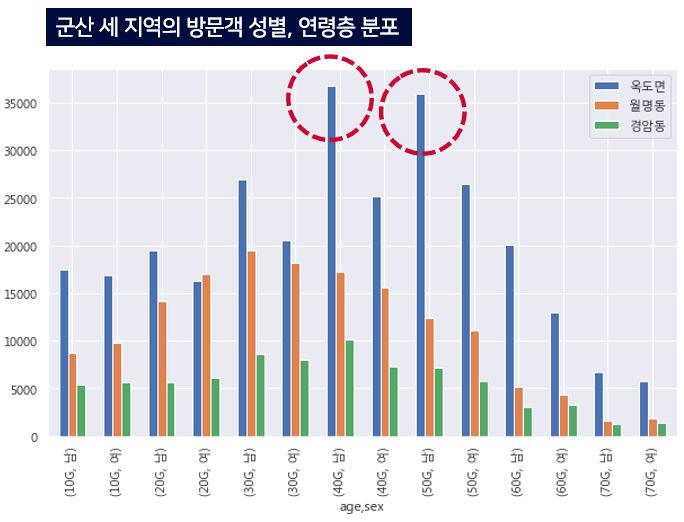 군산 세 지역의 방문객 성별, 연령층 분포
옥도면
월명동
경암동
35000
30000
25000
20000
15000
10000
5000
0
(10G, 남)
(10G, 여)
(20G, 남)
(20G, 여)
(30G, 남)
(30G, 여)
(40G, 남)
(40G, 여)
(50G, 남)
(50G, 여)
(60G, 남)
(60G, 여)
(70G, 남)
(70G, 여)
age,sex